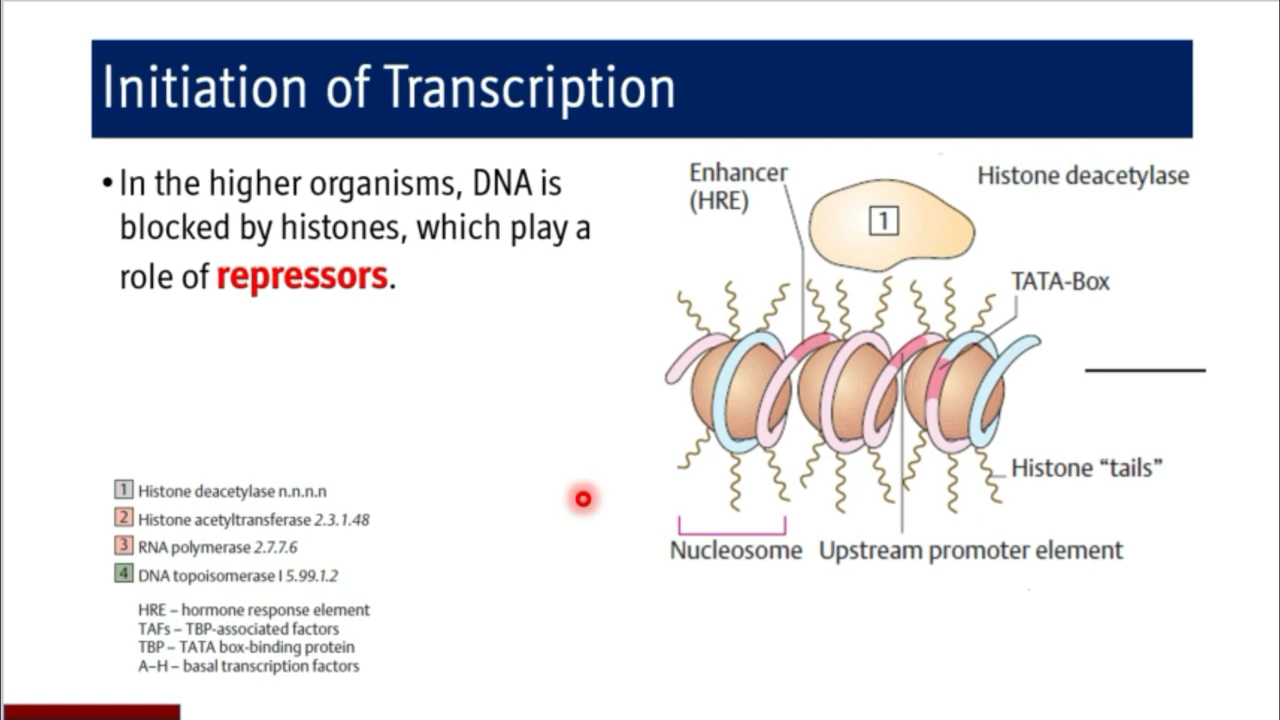 Initiation of Transcription
• In the higher organisms, DNA is
blocked by histones, which play a
role of repressors.
Enhancer
(HRE)
1
Histone deacetylase
TATA-Box
Histone “tails”
Nucleosome
Upstream promoter element
1 Histone deacetylase n.n.n.n
2 Histone acetyltransferase 2.3.1.48
3 RNA polymerase 2.7.7.6
4 DNA topoisomerase I 5.99.1.2
HRE – hormone response element
TAFs – TBP-associated factors
TBP – TATA box-binding protein
A–H – basal transcription factors